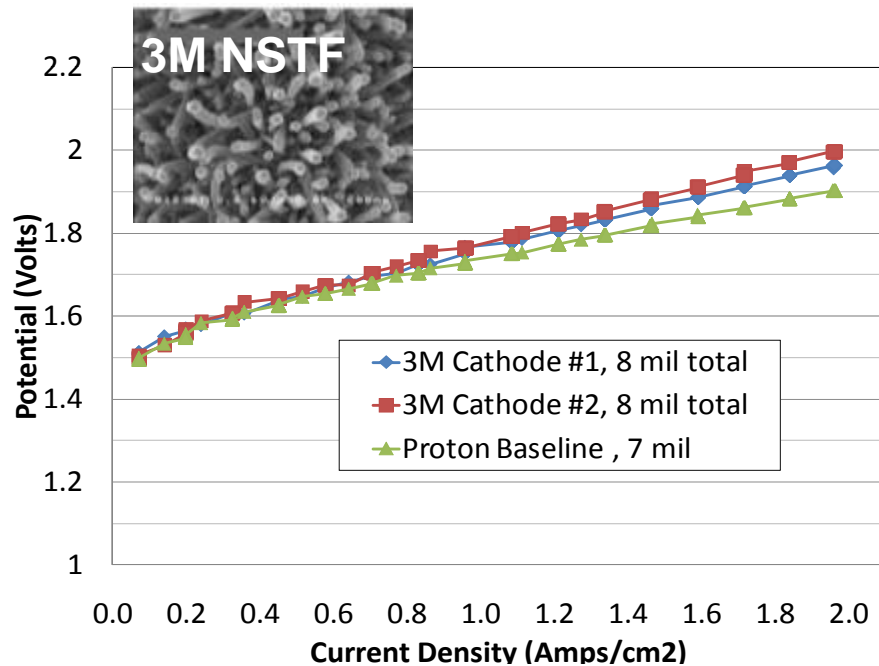 3M NSTF
2.2
2
1.8
1.6
1.4
1.2
1
Potential (Volts)
3M Cathode #1, 8 mil total
3M Cathode #2, 8 mil total
Proton Baseline , 7 mil
0.0 0.2 0.4 0.6 0.8 1.0 1.2 1.4 1.6 1.8 2.0
Current Density (Amps/cm2)